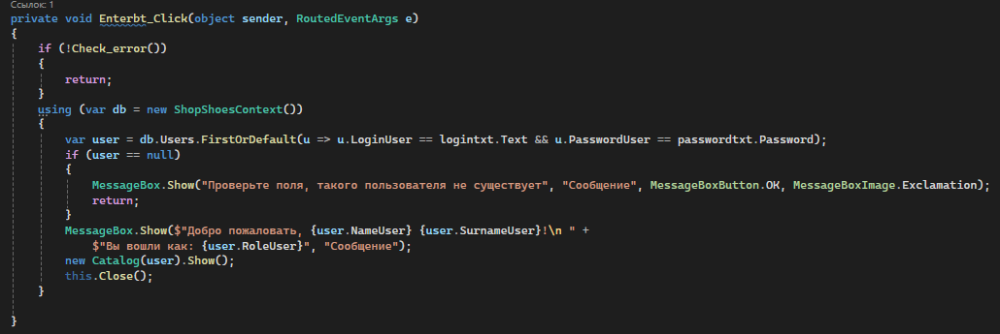 Ссылок: 1
private void Enterbt_Click(object sender, RoutedEventArgs e)
{
if (!Check_error())
{
return;
}
using (var db = new ShopShoesContext())
{
var user = db.Users.FirstOrDefault(u => u.LoginUser == logintxt.Text && u.PasswordUser == passwordtxt.Password);
if (user == null)
{
MessageBox.Show("Проверьте поля, такого пользователя не существует", "Сообщение", MessageBoxButton.OK, MessageBoxImage.Exclamation);
return;
}
MessageBox.Show($"Добро пожаловать, {user.NameUser} {user.SurnameUser}!\n " +
$"Вы вошли как: {user.RoleUser}", "Сообщение");
new Catalog(user).Show();
this.Close();
}
}